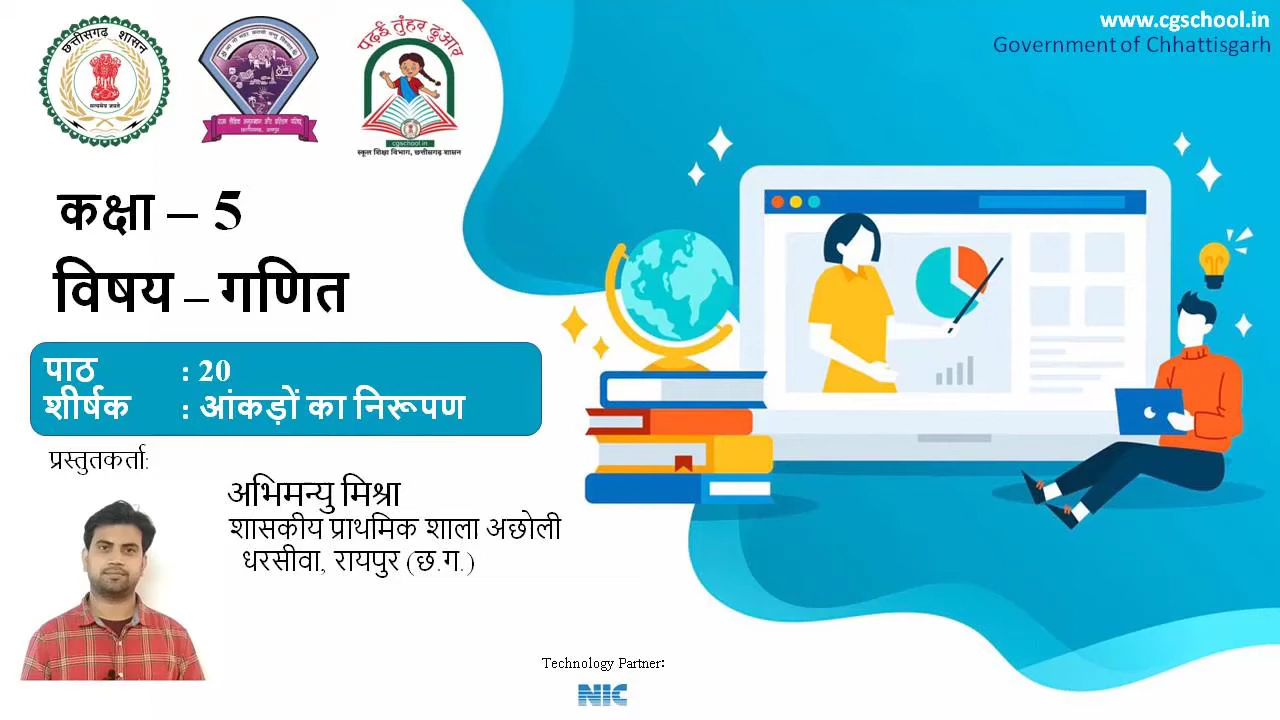 www.cgschool.in
Government of Chhattisgarh
छत्तीसगढ़ शासन
सत्यमेव जयते
पढई तुंहर दुआर
cgschool.in
स्कूल शिक्षा विभाग, छत्तीसगढ़ शासन
कक्षा – 5
विषय – गणित
पाठ : 20
शीर्षक : आंकड़ों का निरूपण
प्रस्तुतकर्ता:
अभिमन्यु मिश्रा
शासकीय प्राथमिक शाला अछोली
धरसीवा, रायपुर (छ.ग.)
Technology Partner:
NIC